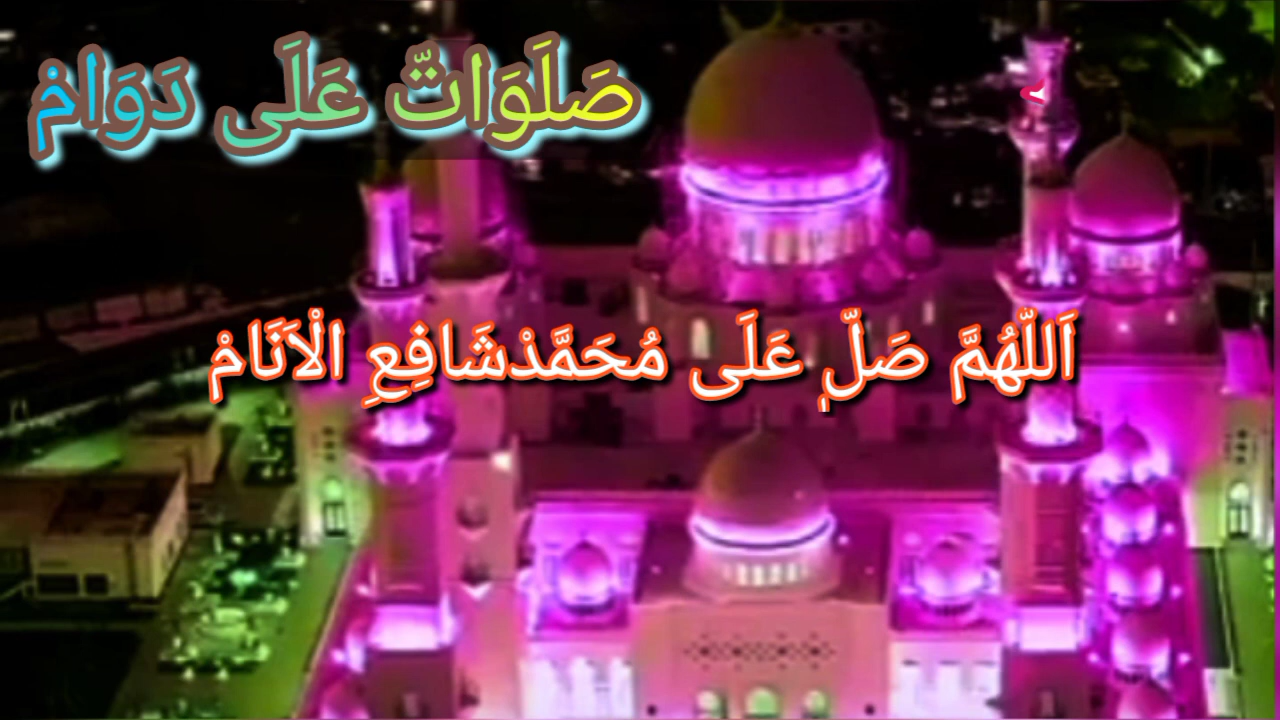 صَلَوَاتّ عَلَى دَوَامْ
اَللّٰهُمَّ صَلّٖ عَلَى مُحَمَّدْشَافِعِ الْاَنَامْ